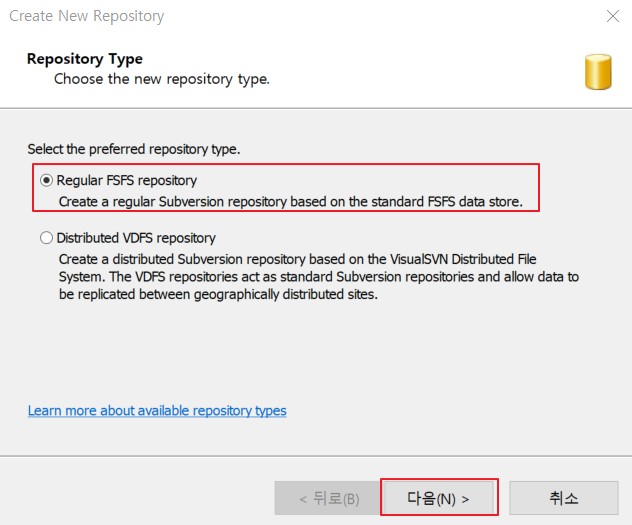 Create New Repository
Repository Type
Choose the new repository type.
Select the preferred repository type.
Regular FSFS repository
Create a regular Subversion repository based on the standard FSFS data store.
Distributed VDFS repository
Create a distributed Subversion repository based on the VisualSVN Distributed File
System. The VDFS repositories act as standard Subversion repositories and allow data to
be replicated between geographically distributed sites.
Learn more about available repository types
< 뒤로(B) 다음(N) > 취소